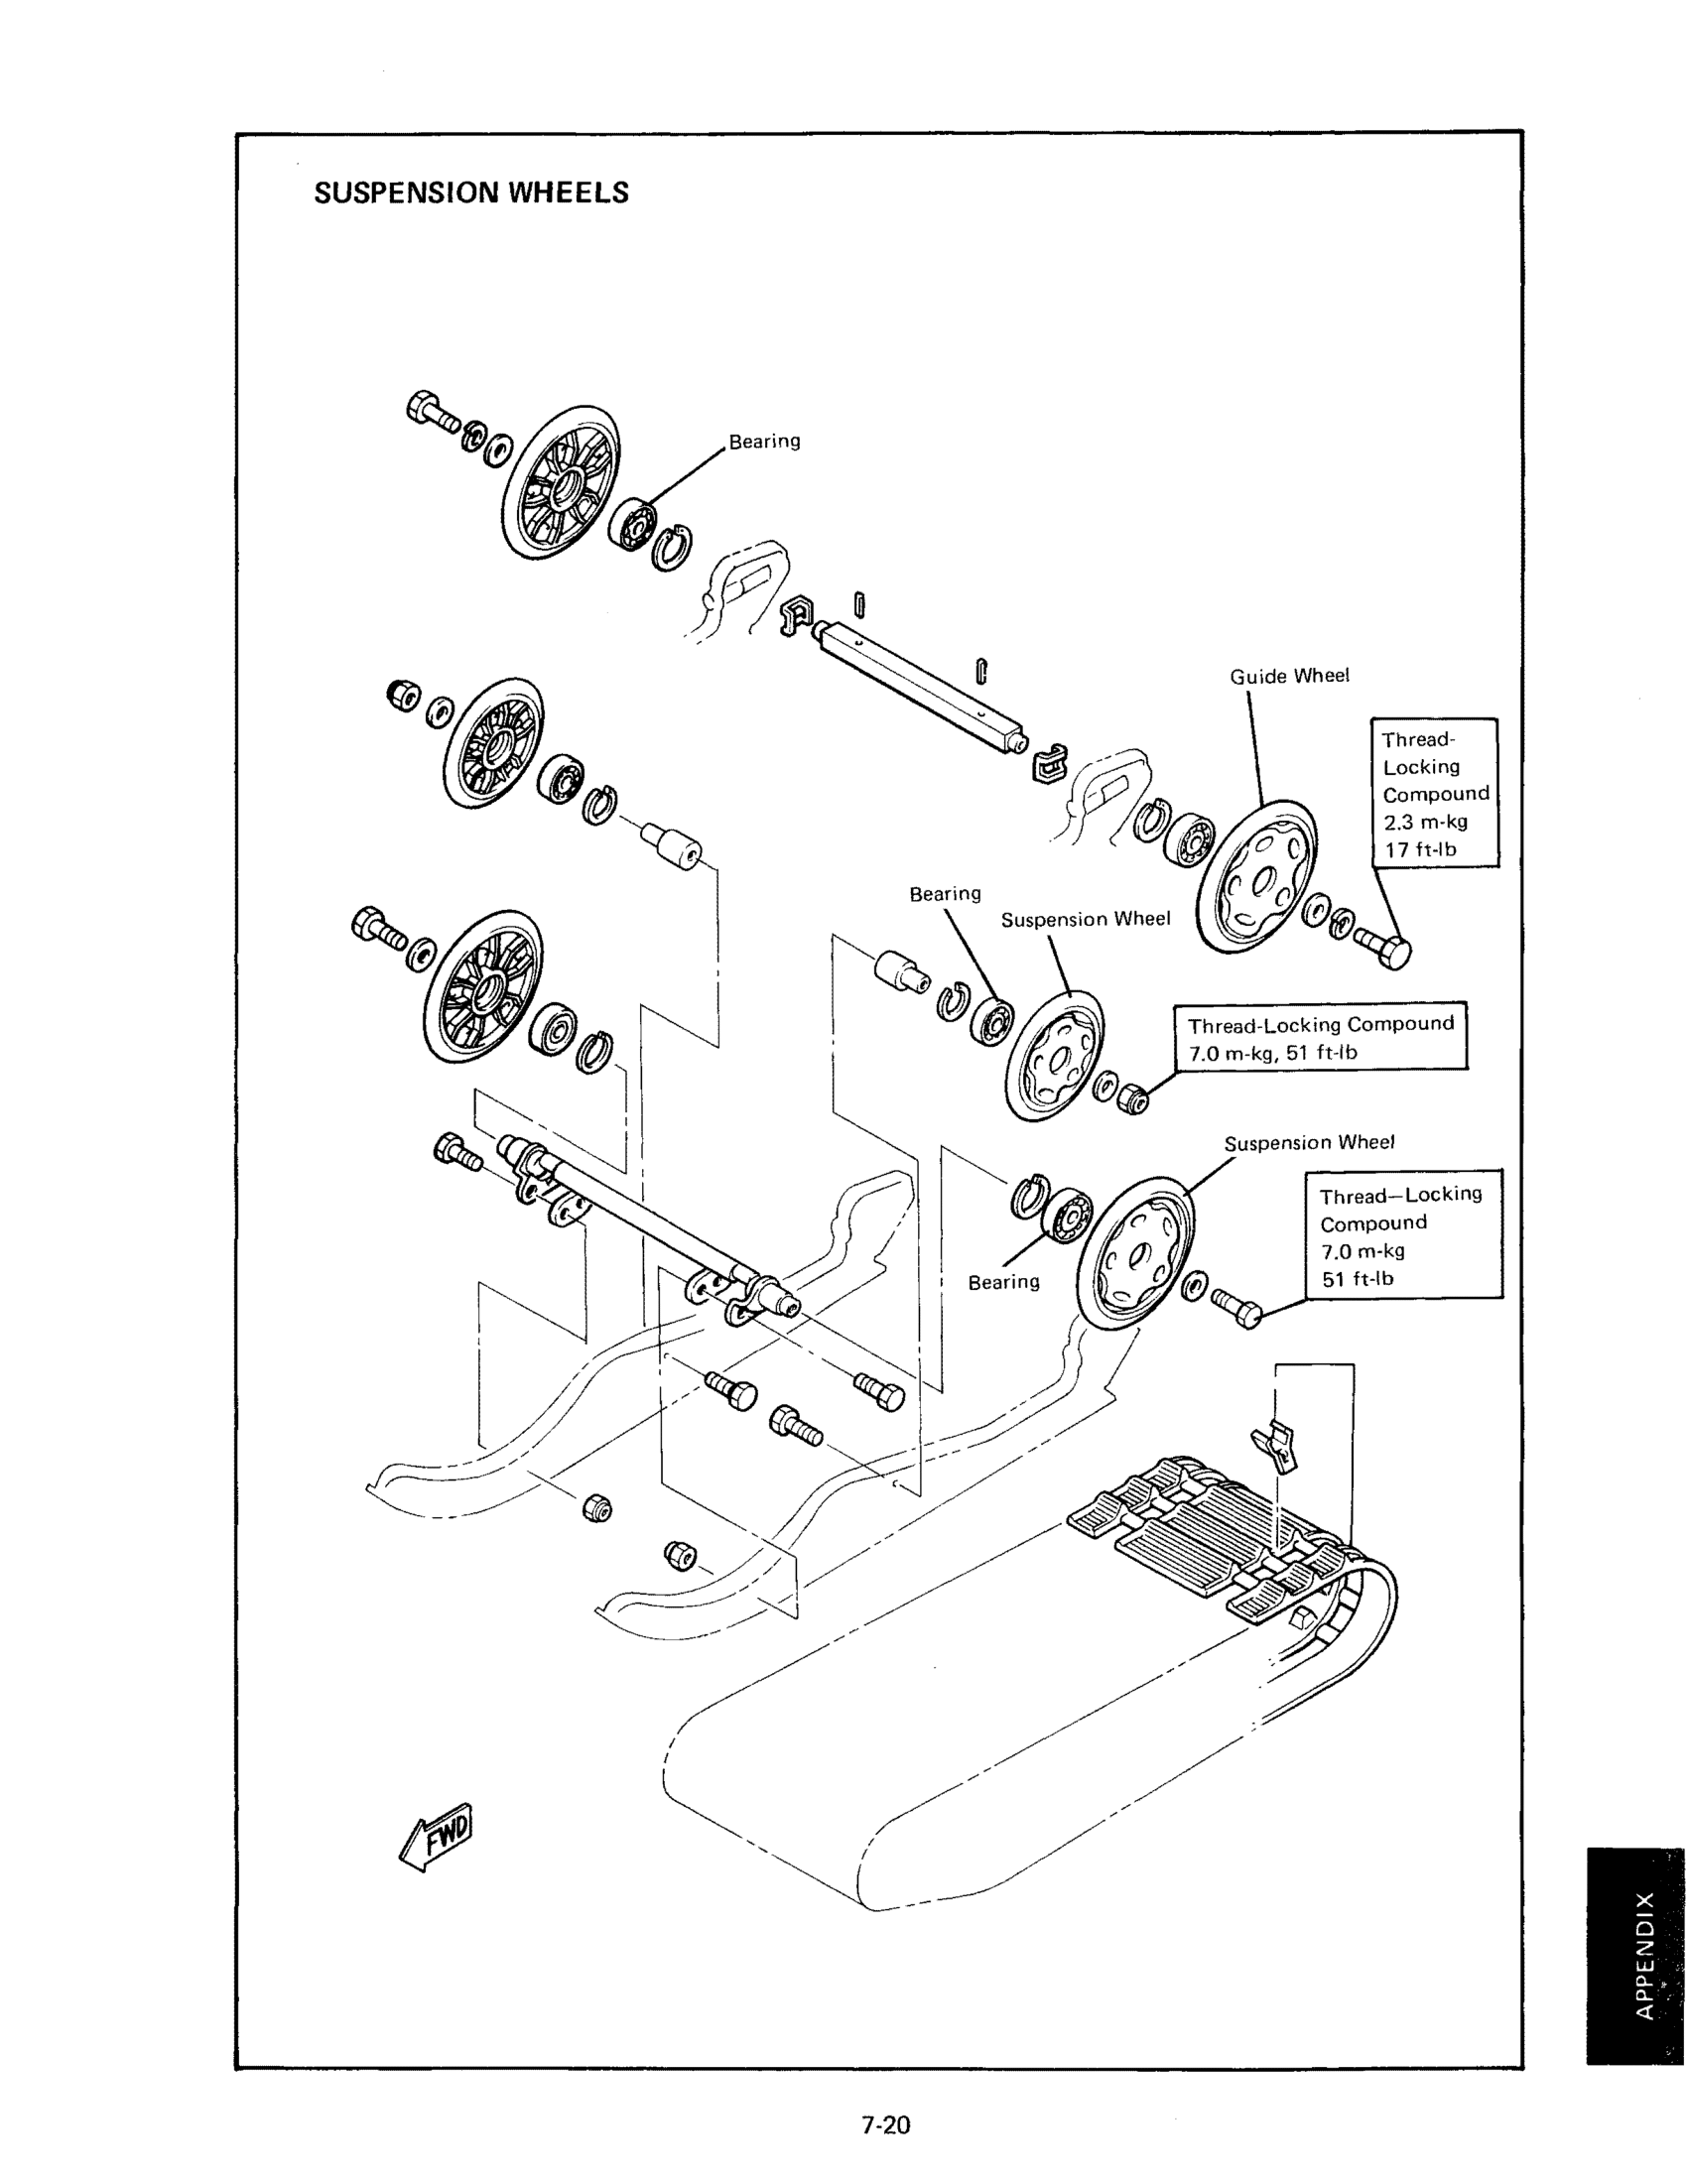 SUSPENSION WHEELS
Bearing
Guide Wheel
Thread-
Locking
Compound
2.3 m-kg
17 ft-lb
Bearing
Suspension Wheel
Thread-Locking Compound
7.0 m-kg, 51 ft-lb
Suspension Wheel
Thread—Locking
Compound
7.0 m-kg
51 ft-lb
Bearing
FWD
APPENDIX
7-20